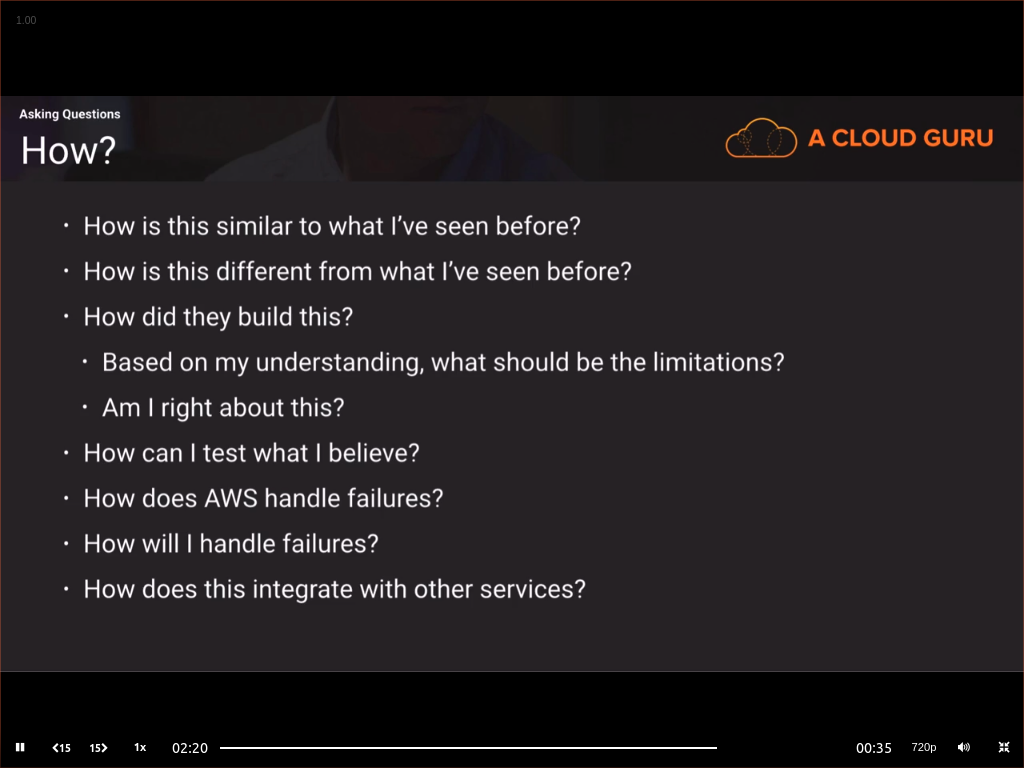 1.00
Asking Questions
How?
A CLOUD GURU
• How is this similar to what I’ve seen before?
• How is this different from what I’ve seen before?
• How did they build this?
• Based on my understanding, what should be the limitations?
• Am I right about this?
• How can I test what I believe?
• How does AWS handle failures?
• How will I handle failures?
• How does this integrate with other services?
15 15 1x 02:20 00:35 720p